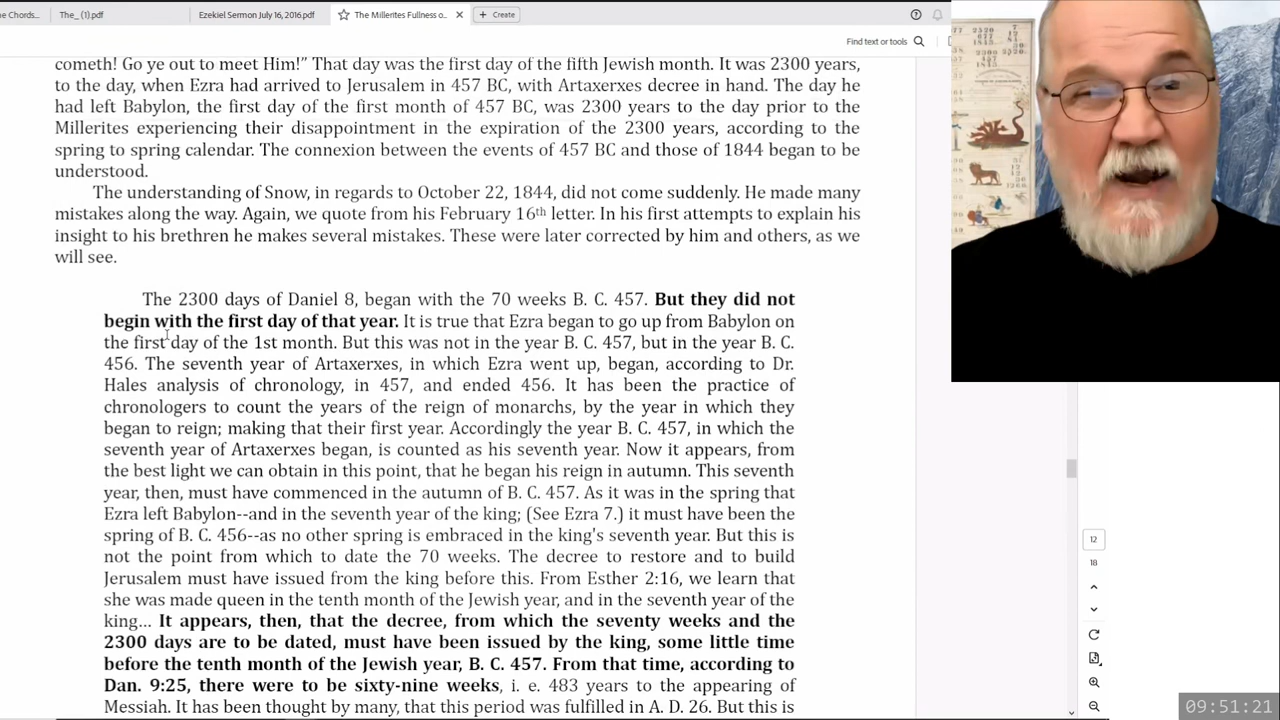 e Chords...
The_ (1).pdf
Ezekiel Sermon July 16, 2016.pdf
The Millerites Fullness o...
Create
Find text or tools
cometh! Go ye out to meet Him!” That day was the first day of the fifth Jewish month. It was 2300 years,
to the day, when Ezra had arrived to Jerusalem in 457 BC, with Artaxerxes decree in hand. The day he
had left Babylon, the first day of the first month of 457 BC, was 2300 years to the day prior to the
Millerites experiencing their disappointment in the expiration of the 2300 years, according to the
spring to spring calendar. The connexion between the events of 457 BC and those of 1844 began to be
understood.
The understanding of Snow, in regards to October 22, 1844, did not come suddenly. He made many
mistakes along the way. Again, we quote from his February 16th letter. In his first attempts to explain his
insight to his brethren he makes several mistakes. These were later corrected by him and others, as we
will see.
The 2300 days of Daniel 8, began with the 70 weeks B. C. 457. But they did not
begin with the first day of that year. It is true that Ezra began to go up from Babylon on
the first day of the 1st month. But this was not in the year B. C. 457, but in the year B. C.
456. The seventh year of Artaxerxes, in which Ezra went up, began, according to Dr.
Hales analysis of chronology, in 457, and ended 456. It has been the practice of
chronologers to count the years of the reign of monarchs, by the year in which they
began to reign; making that their first year. Accordingly the year B. C. 457, in which the
seventh year of Artaxerxes began, is counted as his seventh year. Now it appears, from
the best light we can obtain in this point, that he began his reign in autumn. This seventh
year, then, must have commenced in the autumn of B. C. 457. As it was in the spring that
Ezra left Babylon--and in the seventh year of the king; (See Ezra 7.) it must have been the
spring of B. C. 456--as no other spring is embraced in the king's seventh year. But this is
not the point from which to date the 70 weeks. The decree to restore and to build
Jerusalem must have issued from the king before this. From Esther 2:16, we learn that
she was made queen in the tenth month of the Jewish year, and in the seventh year of the
king... It appears, then, that the decree, from which the seventy weeks and the
2300 days are to be dated, must have been issued by the king, some little time
before the tenth month of the Jewish year, B. C. 457. From that time, according to
Dan. 9:25, there were to be sixty-nine weeks, i. e. 483 years to the appearing of
Messiah. It has been thought by many, that this period was fulfilled in A. D. 26. But this is
12
18
09:51:21